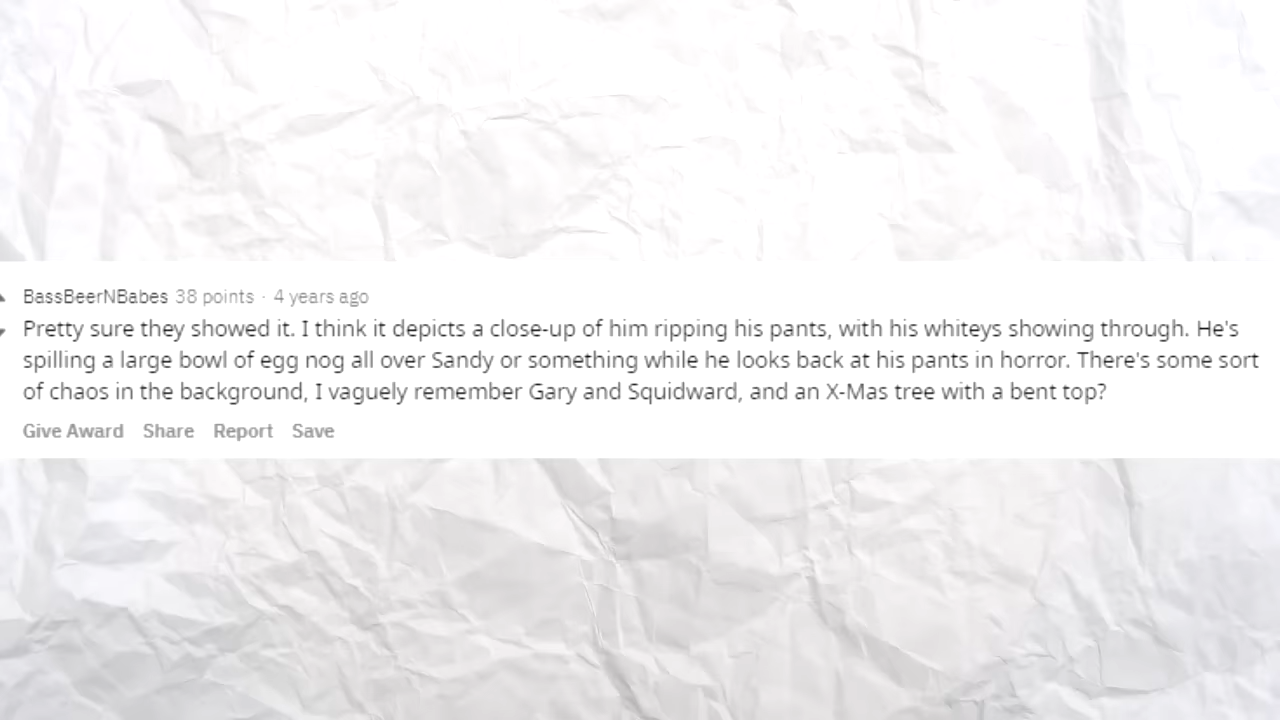 BassBeerNBabes 38 points · 4 years ago
Pretty sure they showed it. I think it depicts a close-up of him ripping his pants, with his whiteys showing through. He's
spilling a large bowl of egg nog all over Sandy or something while he looks back at his pants in horror. There's some sort
of chaos in the background, I vaguely remember Gary and Squidward, and an X-Mas tree with a bent top?
Give Award Share Report Save